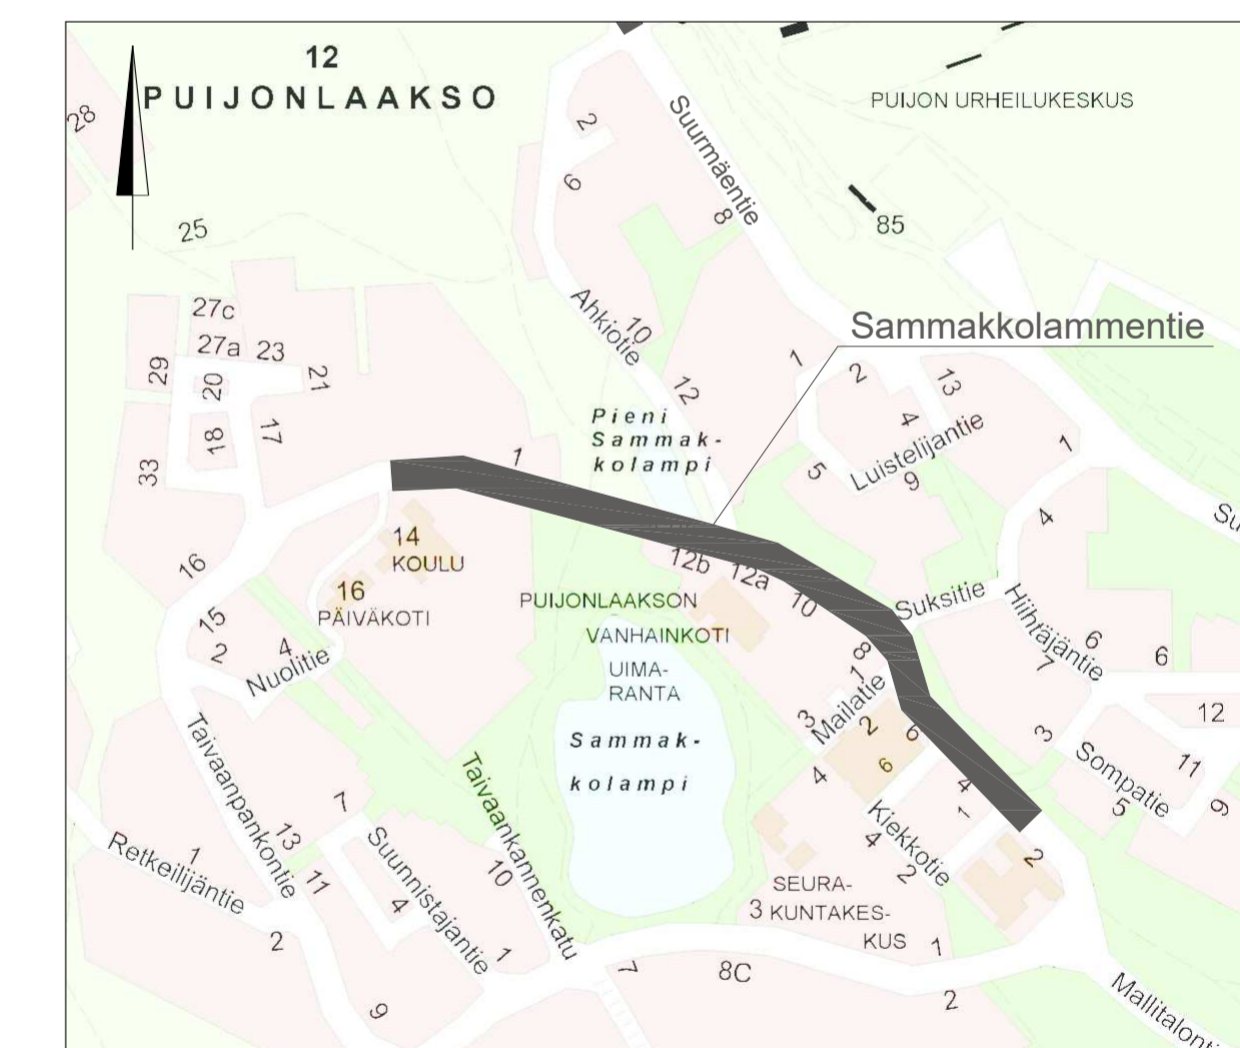 12
PUIJONLAAKSO
PUIJON URHEILUKESKUS
28
2
6
Suurmäentie
8
85
25
27c
27a
23
29
20
21
18
17
33
Ahkiotie
10
12
Sammakkolammentie
1
2
13
4
Luistelijantie
5
9
1
Pieni
Sammak-
kolampi
1
4
Su
14
KOULU
16
PÄIVÄKOTI
16
15
2
4
Nuolitie
12b
12a
10
PUIJONLAAKSON
VANHAINKOTI
UIMA-
RANTA
Sammak-
kolampi
Suksitie
Hiihtäjäntie
6
7
6
12
8
1
3
Mailatie
2
6
6
4
3
Sompatie
11
5
9
4
1
Kiekkotie
4
2
2
Taivaanpankontie
Taivaankannenkatu
7
13
11
Retkeilijäntie
1
2
Suunnistajantie
4
10
1
9
SEURA-
3 KUNTAKES-
KUS
1
7
8C
2
Mallitalonti